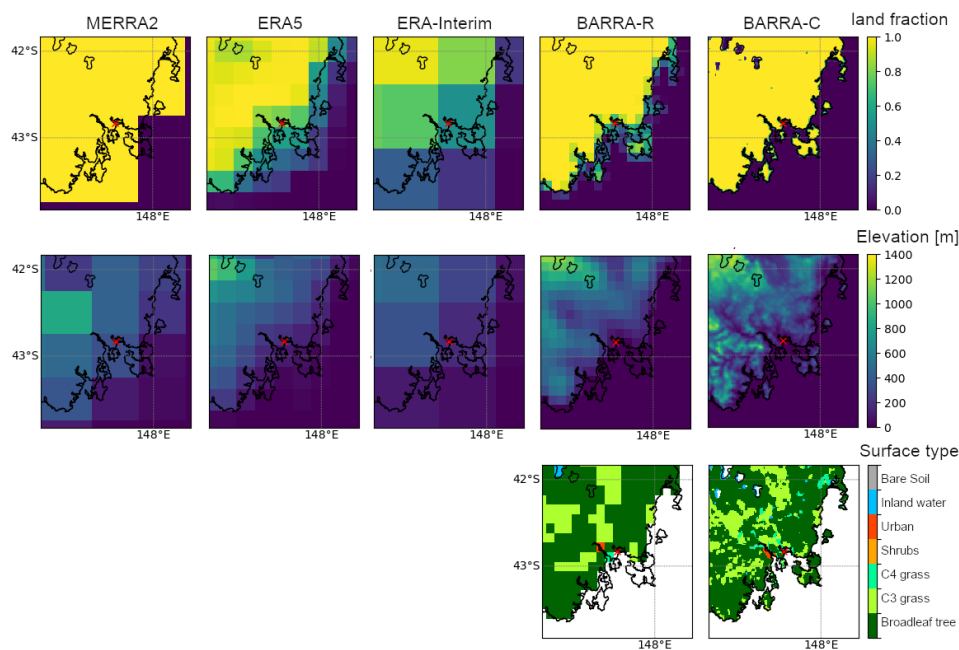 MERRA2 ERA5 ERA-Interim BARRA-R BARRA-C land fraction
42°S
43°S
148°E 148°E 148°E 148°E 148°E
1.0
0.8
0.6
0.4
0.2
0.0
Elevation [m]
42°S
43°S
148°E 148°E 148°E 148°E 148°E
1400
1200
1000
800
600
400
200
0
Surface type
42°S
43°S
148°E 148°E
Bare Soil
Inland water
Urban
Shrubs
C4 grass
C3 grass
Broadleaf tree